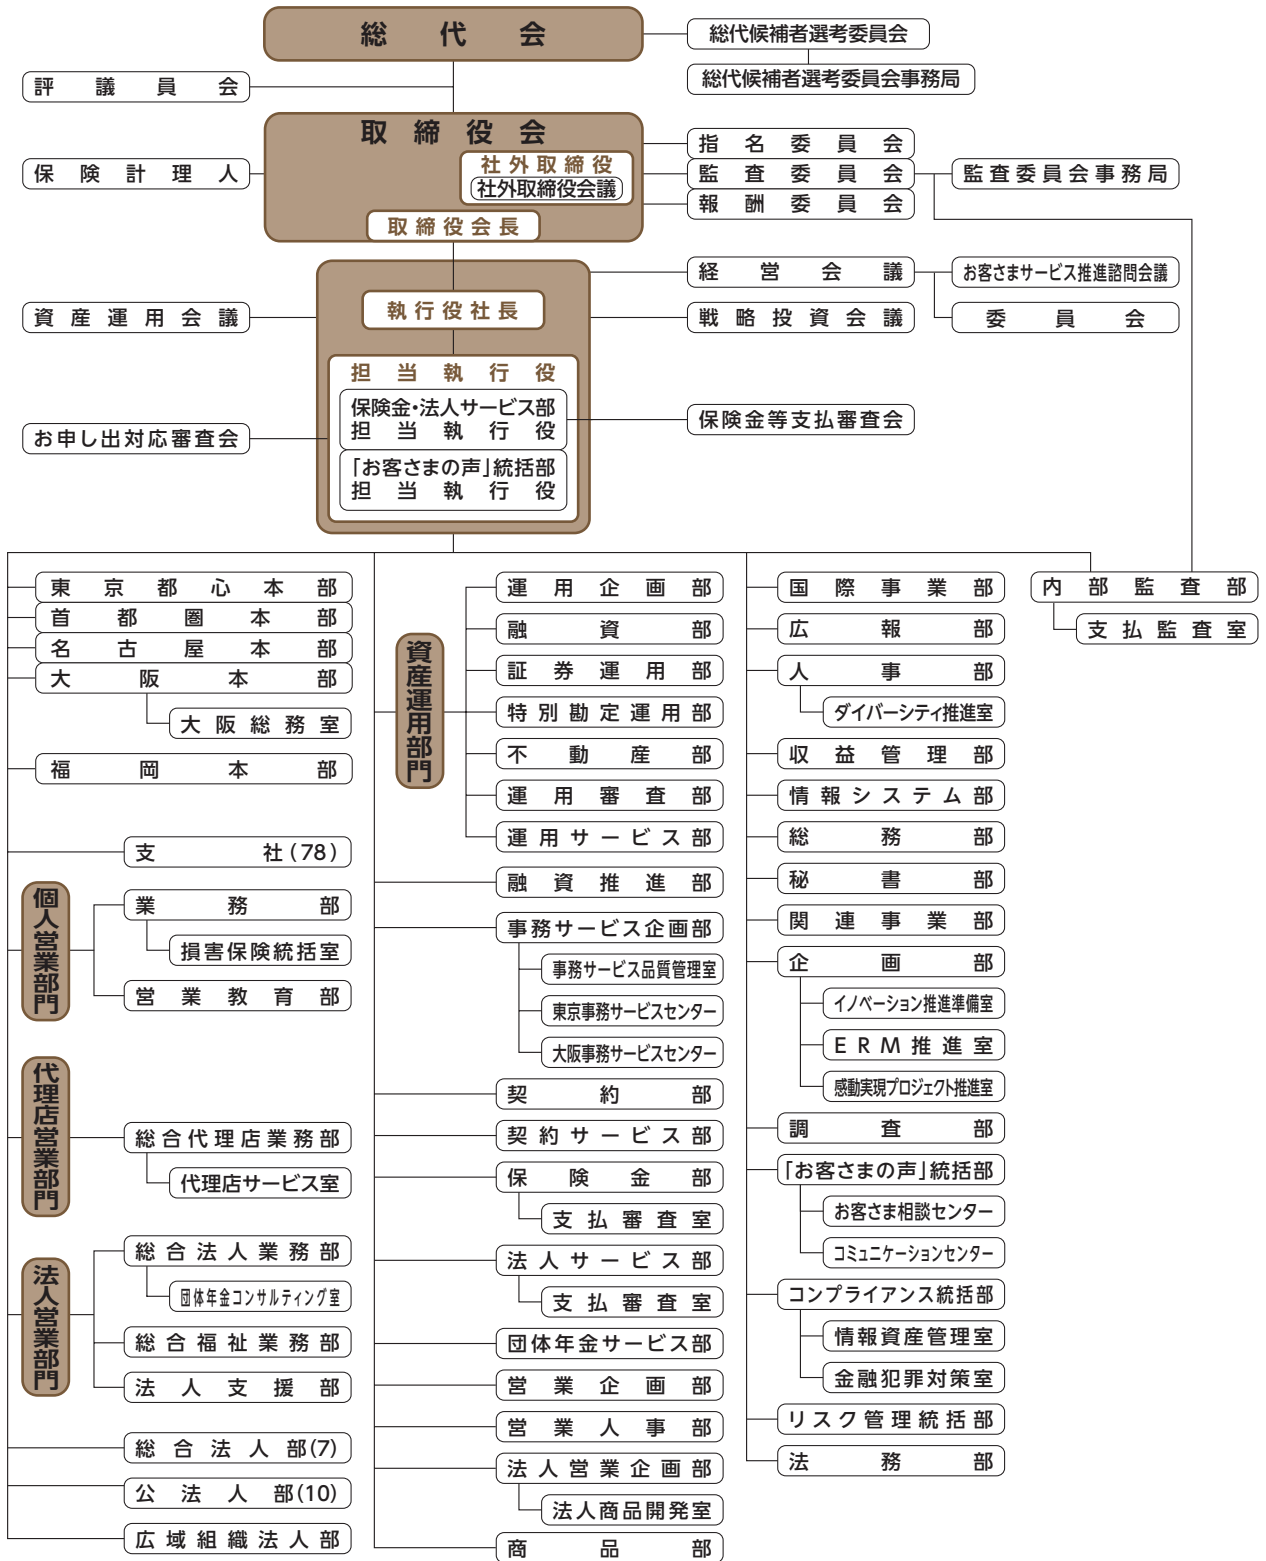 総代会
総代候補者選考委員会
総代候補者選考委員会事務局
評議員会
取締役会
社外取締役
社外取締役会議
取締役会長
保険計理人
指名委員会
監査委員会
報酬委員会
監査委員会事務局
執行役社長
資産運用会議
経営会議
戦略投資会議
お客さまサービス推進諮問会議
委員会
担当執行役
保険金・法人サービス部
担当執行役
「お客さまの声」統括部
担当執行役
保険金等支払審査会
お申し出対応審査会
東京都心本部
首都圏本部
名古屋本部
大阪本部
大阪総務室
福岡本部
支社(78)
個人営業部門
業務部
損害保険統括室
営業教育部
代理店営業部門
総合代理店業務部
代理店サービス室
法人営業部門
総合法人業務部
団体年金コンサルティング室
総合福祉業務部
法人支援部
総合法人部(7)
公法人部(10)
広域組織法人部
資産運用部門
運用企画部
融資部
証券運用部
特別勘定運用部
不動産部
運用審査部
運用サービス部
融資推進部
事務サービス企画部
事務サービス品質管理室
東京事務サービスセンター
大阪事務サービスセンター
契約部
契約サービス部
保険金部
支払審査室
法人サービス部
支払審査室
団体年金サービス部
営業企画部
営業人事部
法人営業企画部
法人商品開発室
商品部
国際事業部
広報部
人事部
ダイバーシティ推進室
収益管理部
情報システム部
総務部
秘書部
関連事業部
企画部
イノベーション推進準備室
ERM推進室
感動実現プロジェクト推進室
調査部
「お客さまの声」統括部
お客さま相談センター
コミュニケーションセンター
コンプライアンス統括部
情報資産管理室
金融犯罪対策室
リスク管理統括部
法務部
内部監査部
支払監査室